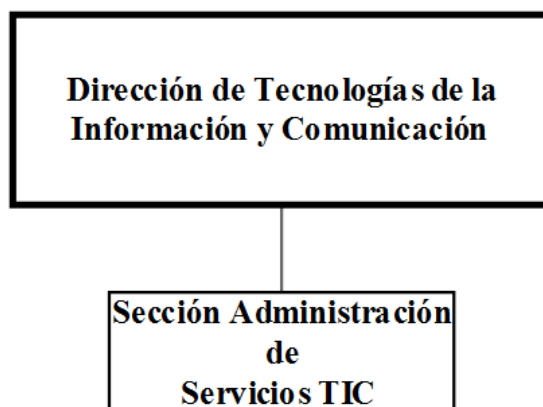 Dirección de Tecnologías de la
Información y Comunicación
Sección Administración
de
Servicios TIC